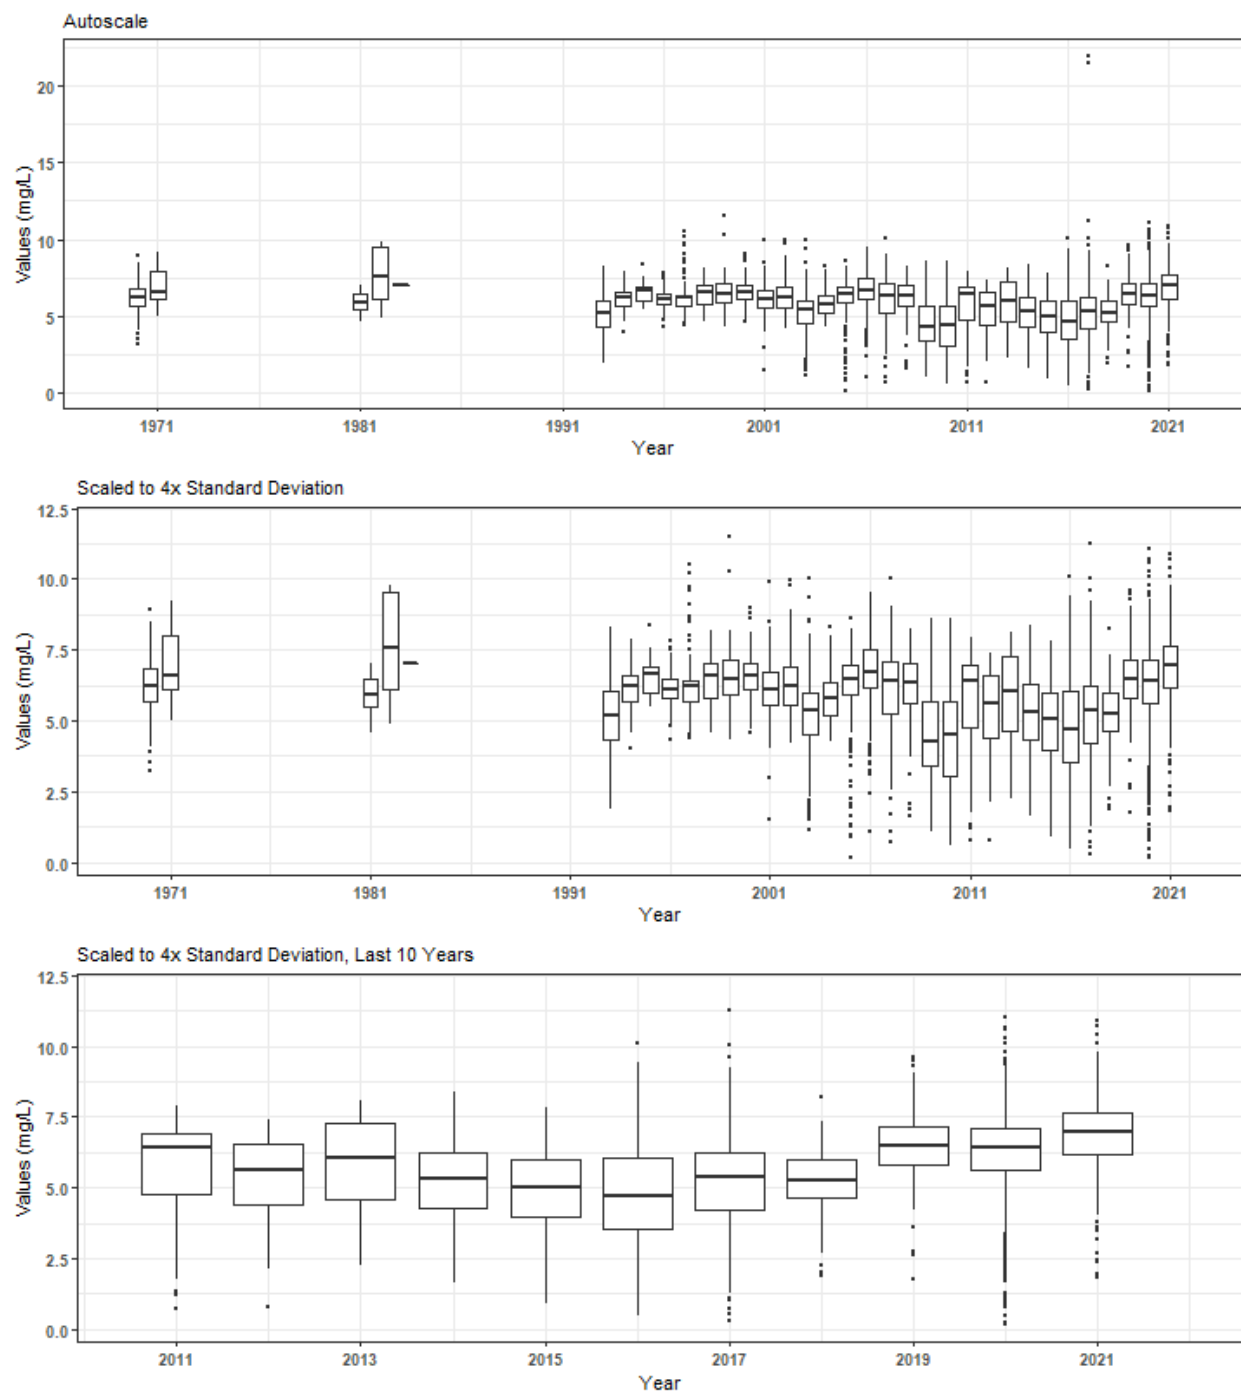 Autoscale
20
15
10
5
0
Values (mg/L)
1971 1981 1991 2001 2011 2021
Year
Scaled to 4x Standard Deviation
12.5
10.0
7.5
5.0
2.5
0.0
Values (mg/L)
1971 1981 1991 2001 2011 2021
Year
Scaled to 4x Standard Deviation, Last 10 Years
12.5
10.0
7.5
5.0
2.5
0.0
Values (mg/L)
2011 2013 2015 2017 2019 2021
Year